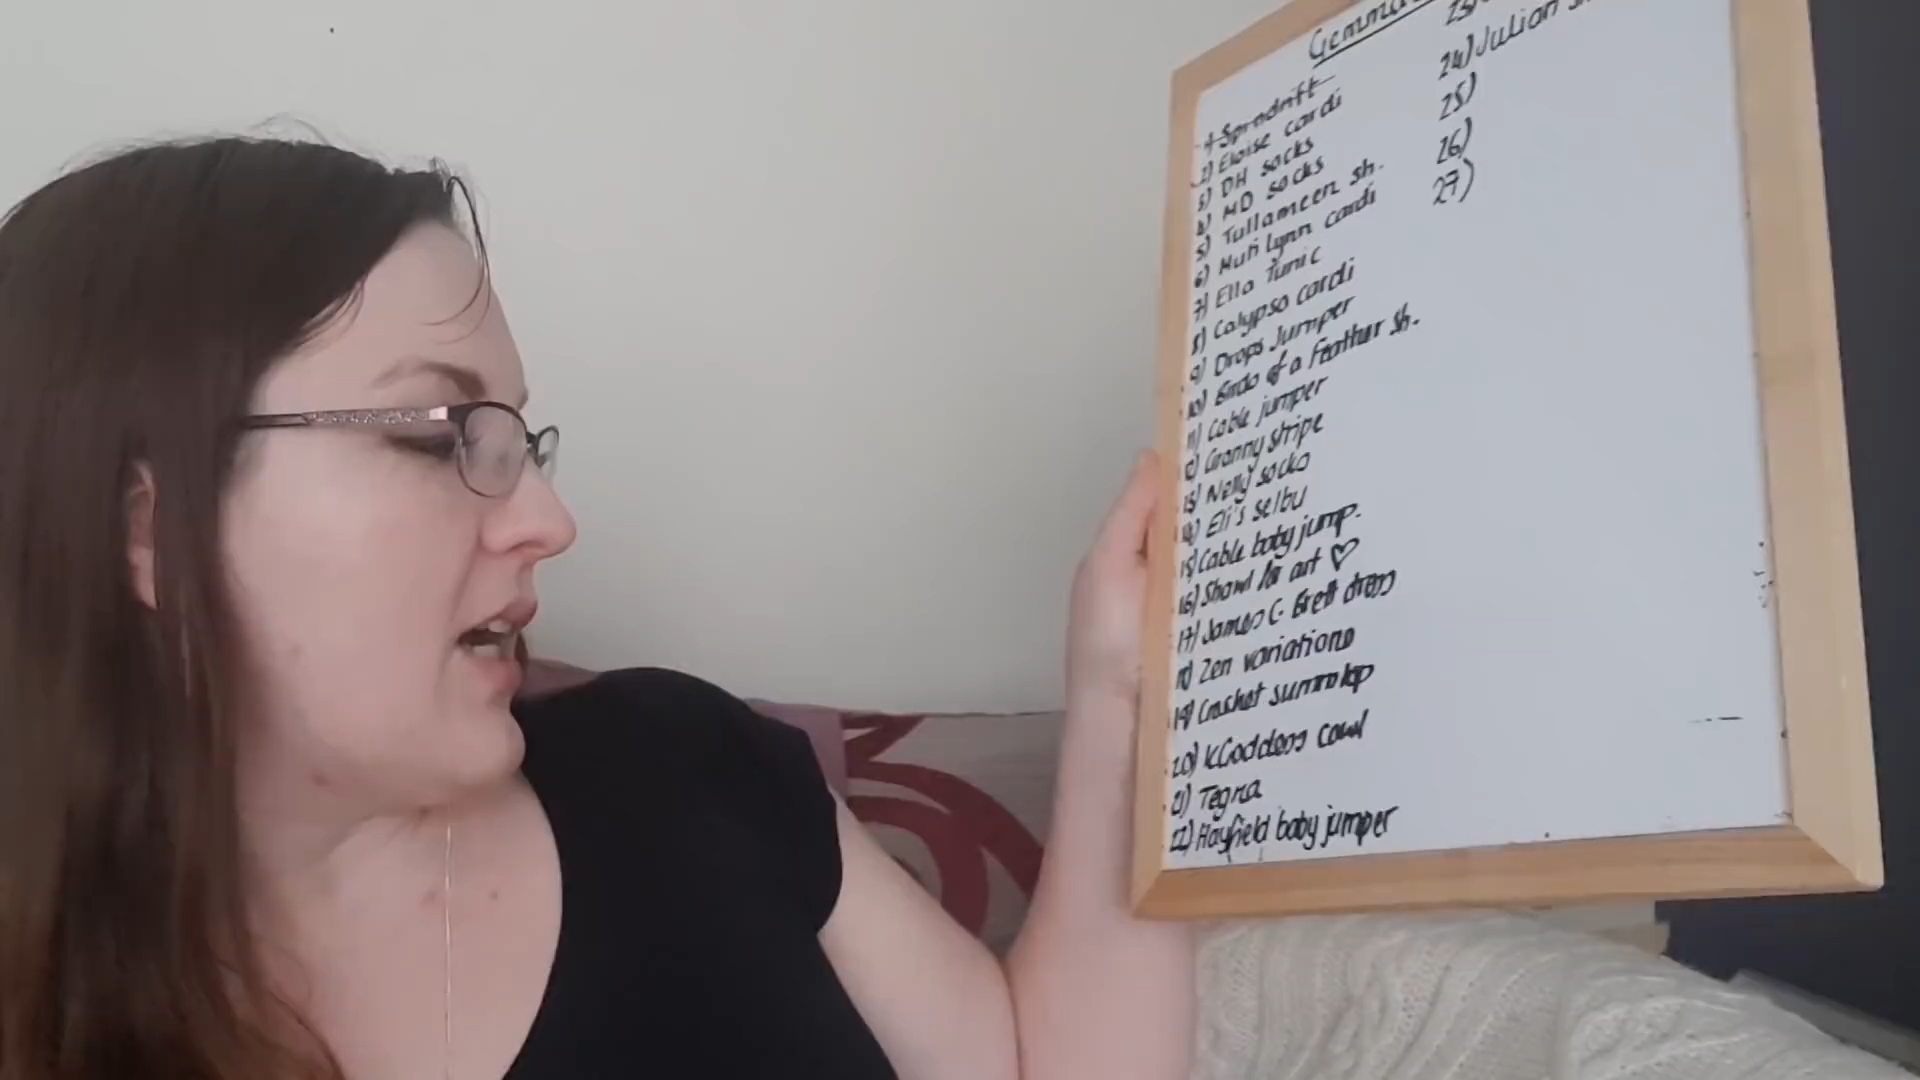 Gemma
1) Spindrift
2) Eloise cardi
3) DH socks
4) MD socks
5) Tullameen sh.
6) Lynn cardi
7) Ella Tunic
8) Calypso cardi
9) Drops Jumper
10) Birds of a Feather sh.
11) Cable jumper
12) Granny stripe
13) Nelly socks
14) Eli's selbu
15) Cable baby jump.
16) Shawl for art ♡
17) James C. Brett dress
18) Zen variations
19) Crochet summer top
20) K.Goddess cowl
21) Tegna
22) Hayfield baby jumper
23)
24) Julian
25)
26)
27)